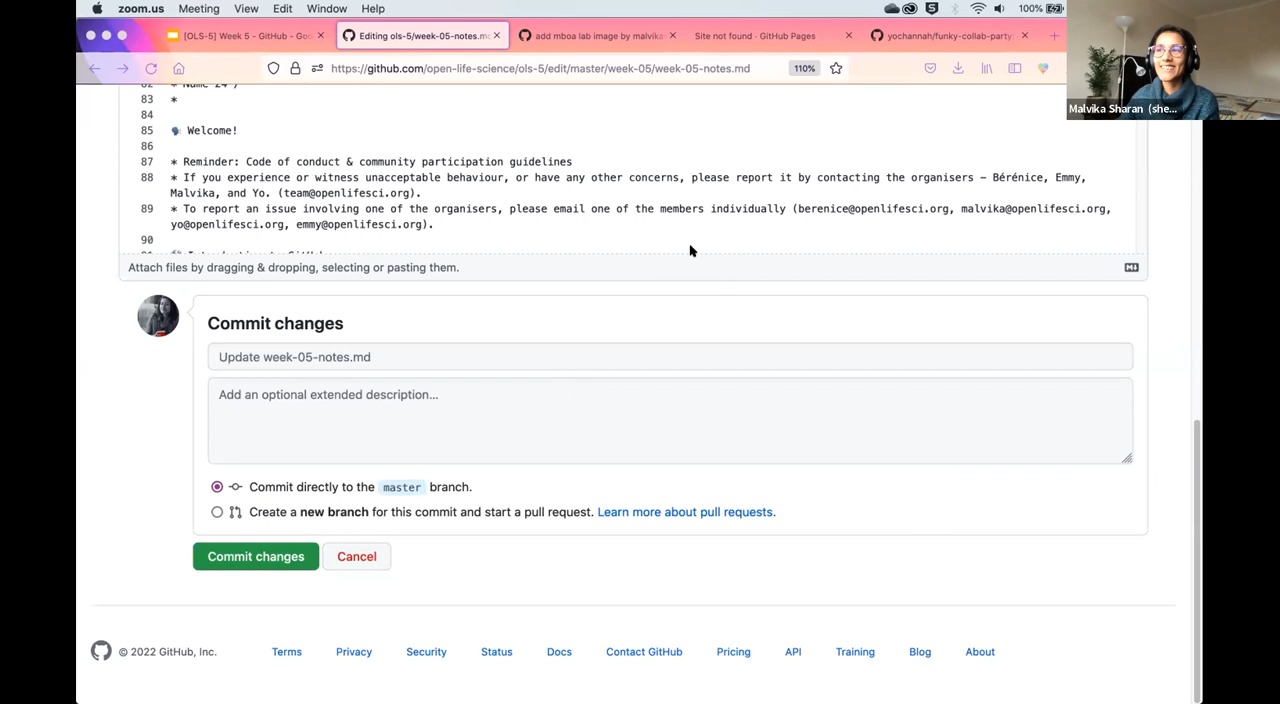 zoom.us Meeting View Edit Window Help 100%
[OLS-5] Week 5 - GitHub - Goo
Editing ols-5/week-05-notes.m
add mboa lab image by malvika
Site not found · GitHub Pages
yochannah/funky-collab-party
https://github.com/open-life-science/ols-5/edit/master/week-05/week-05-notes.md 110%
Malvika Sharan (she...
83 *
84
85 🗣 Welcome!
86
87 * Reminder: Code of conduct & community participation guidelines
88 * If you experience or witness unacceptable behaviour, or have any other concerns, please report it by contacting the organisers – Bérénice, Emmy,
Malvika, and Yo. (team@openlifesci.org).
89 * To report an issue involving one of the organisers, please email one of the members individually (berenice@openlifesci.org, malvika@openlifesci.org,
yo@openlifesci.org, emmy@openlifesci.org).
90
Attach files by dragging & dropping, selecting or pasting them.
Commit changes
Update week-05-notes.md
Add an optional extended description...
Commit directly to the master branch.
Create a new branch for this commit and start a pull request. Learn more about pull requests.
Commit changes Cancel
© 2022 GitHub, Inc. Terms Privacy Security Status Docs Contact GitHub Pricing API Training Blog About